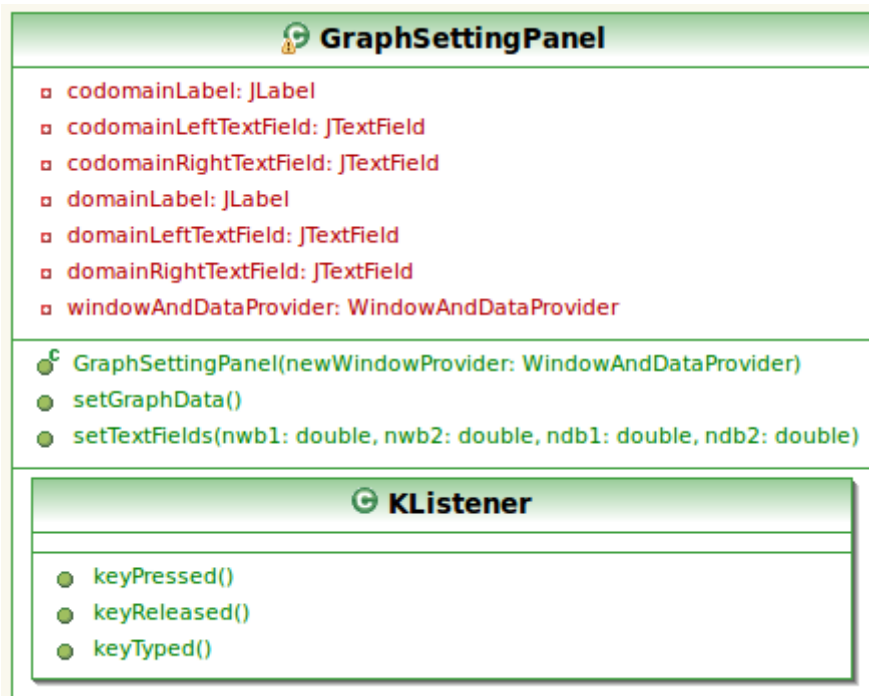 GraphSettingPanel
codomainLabel: JLabel
codomainLeftTextField: JTextField
codomainRightTextField: JTextField
domainLabel: JLabel
domainLeftTextField: JTextField
domainRightTextField: JTextField
windowAndDataProvider: WindowAndDataProvider
GraphSettingPanel(newWindowProvider: WindowAndDataProvider)
setGraphData()
setTextFields(nwb1: double, nwb2: double, ndb1: double, ndb2: double)
KListener
keyPressed()
keyReleased()
keyTyped()